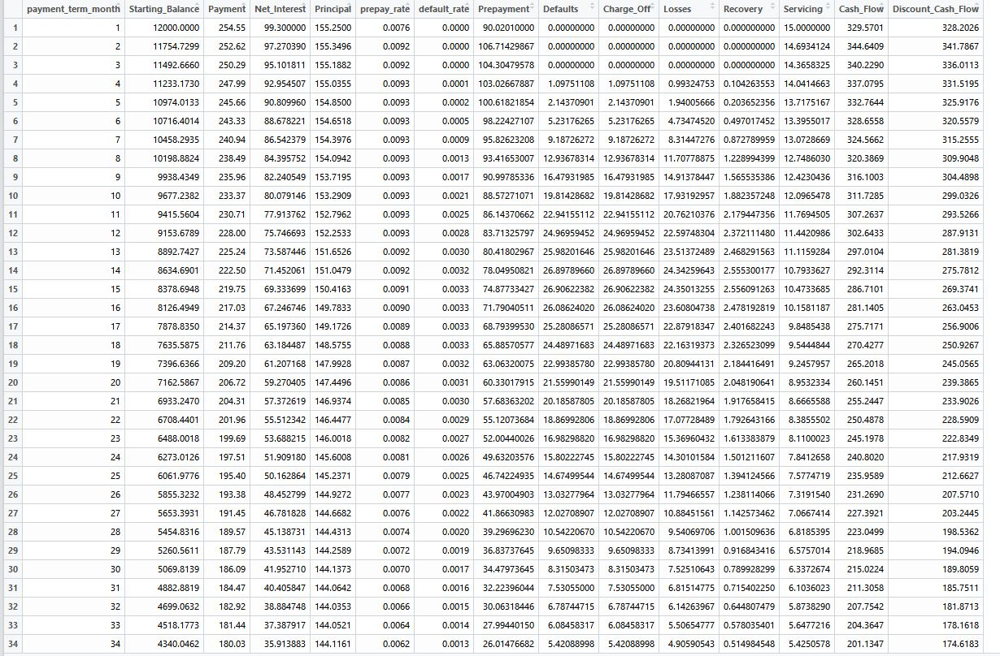 payment_term_month Starting_Balance Payment Net_Interest Principal prepay_rate default_rate Prepayment Defaults Charge_Off Losses Recovery Servicing Cash_Flow Discount_Cash_Flow
1 1 12000.0000 254.55 99.300000 155.2500 0.0076 0.0000 90.02010000 0.00000000 0.00000000 0.00000000 0.000000000 15.0000000 329.5701 328.2026
2 2 11754.7299 252.62 97.270390 155.3496 0.0092 0.0000 106.71429867 0.00000000 0.00000000 0.00000000 0.000000000 14.6934124 344.6409 341.7867
3 3 11492.6660 250.29 95.101811 155.1882 0.0092 0.0000 104.30479578 0.00000000 0.00000000 0.00000000 0.000000000 14.3658325 340.2290 336.0113
4 4 11233.1730 247.99 92.954507 155.0355 0.0093 0.0001 103.02667887 1.09751108 1.09751108 0.99324753 0.104263553 14.0414663 337.0795 331.5195
5 5 10974.0133 245.66 90.809960 154.8500 0.0093 0.0002 100.61821854 2.14370901 2.14370901 1.94005666 0.203652356 13.7175167 332.7644 325.9176
6 6 10716.4014 243.33 88.678221 154.6518 0.0093 0.0005 98.22427107 5.23176265 5.23176265 4.73474520 0.497017452 13.3955017 328.6558 320.5579
7 7 10458.2935 240.94 86.542379 154.3976 0.0093 0.0009 95.82623208 9.18726272 9.18726272 8.31447276 0.872789959 13.0728669 324.5662 315.2555
8 8 10198.8824 238.49 84.395752 154.0942 0.0093 0.0013 93.41653007 12.93678314 12.93678314 11.70778875 1.228994399 12.7486030 320.3869 309.9048
9 9 9938.4349 235.96 82.240549 153.7195 0.0093 0.0017 90.99785336 16.47931985 16.47931985 14.91378447 1.565535386 12.4230436 316.1003 304.4898
10 10 9677.2382 233.37 80.079146 153.2909 0.0093 0.0021 88.57271071 19.81428682 19.81428682 17.93192957 1.882357248 12.0965478 311.7285 299.0326
11 11 9415.5604 230.71 77.913762 152.7962 0.0093 0.0025 86.14370662 22.94155112 22.94155112 20.76210376 2.179447356 11.7694505 307.2637 293.5266
12 12 9153.6789 228.00 75.746693 152.2533 0.0093 0.0028 83.71325797 24.96959452 24.96959452 22.59748304 2.372111480 11.4420986 302.6433 287.9131
13 13 8892.7427 225.24 73.587446 151.6526 0.0092 0.0030 80.41802967 25.98201646 25.98201646 23.51372489 2.468291563 11.1159284 297.0104 281.3819
14 14 8634.6901 222.50 71.452061 151.0479 0.0092 0.0032 78.04950821 26.89789660 26.89789660 24.34259643 2.555300177 10.7933627 292.3114 275.7812
15 15 8378.6948 219.75 69.333699 150.4163 0.0091 0.0033 74.87733427 26.90622382 26.90622382 24.35013255 2.556091263 10.4733685 286.7101 269.3741
16 16 8126.4949 217.03 67.246746 149.7833 0.0090 0.0033 71.79040511 26.08624020 26.08624020 23.60804738 2.478192819 10.1581187 281.1405 263.0453
17 17 7878.8350 214.37 65.197360 149.1726 0.0089 0.0033 68.79399530 25.28086571 25.28086571 22.87918347 2.401682243 9.8485438 275.7171 256.9006
18 18 7635.5875 211.76 63.184487 148.5755 0.0088 0.0033 65.88570577 24.48971683 24.48971683 22.16319373 2.326523099 9.5444844 270.4277 250.9267
19 19 7396.6366 209.20 61.207168 147.9928 0.0087 0.0032 63.06320075 22.99385780 22.99385780 20.80944131 2.184416491 9.2457957 265.2018 245.0565
20 20 7162.5867 206.72 59.270405 147.4496 0.0086 0.0031 60.33017915 21.55990149 21.55990149 19.51171085 2.048190641 8.9532334 260.1451 239.3865
21 21 6933.2470 204.31 57.372619 146.9374 0.0085 0.0030 57.68363202 20.18587805 20.18587805 18.26821964 1.917658415 8.6665588 255.2447 233.9026
22 22 6708.4401 201.96 55.512342 146.4477 0.0084 0.0029 55.12073684 18.86992806 18.86992806 17.07728489 1.792643166 8.3855502 250.4878 228.5909
23 23 6488.0018 199.69 53.688215 146.0018 0.0082 0.0027 52.00440026 16.98298820 16.98298820 15.36960432 1.613383879 8.1100023 245.1978 222.8349
24 24 6273.0126 197.51 51.909180 145.6008 0.0081 0.0026 49.63203576 15.80222745 15.80222745 14.30101584 1.501211607 7.8412658 240.8020 217.9319
25 25 6061.9776 195.40 50.162864 145.2371 0.0079 0.0025 46.74224935 14.67499544 14.67499544 13.28087087 1.394124566 7.5774719 235.9589 212.6627
26 26 5855.3232 193.38 48.452799 144.9272 0.0077 0.0023 43.97004903 13.03277964 13.03277964 11.79466557 1.238114066 7.3191540 231.2690 207.5710
27 27 5653.3931 191.45 46.781828 144.6682 0.0076 0.0022 41.86630983 12.02708907 12.02708907 10.88451561 1.142573462 7.0667414 227.3921 203.2445
28 28 5454.8316 189.57 45.138731 144.4313 0.0074 0.0020 39.29696230 10.54220670 10.54220670 9.54069706 1.001509636 6.8185395 223.0499 198.5362
29 29 5260.5611 187.79 43.531143 144.2589 0.0072 0.0019 36.83737645 9.65098333 9.65098333 8.73413991 0.916843416 6.5757014 218.9685 194.0946
30 30 5069.8139 186.09 41.952710 144.1373 0.0070 0.0017 34.47973645 8.31503473 8.31503473 7.52510643 0.789928299 6.3372674 215.0224 189.8059
31 31 4882.8819 184.47 40.405847 144.0642 0.0068 0.0016 32.22396044 7.53055000 7.53055000 6.81514775 0.715402250 6.1036023 211.3058 185.7511
32 32 4699.0632 182.92 38.884748 144.0353 0.0066 0.0015 30.06318446 6.78744715 6.78744715 6.14263967 0.644807479 5.8738290 207.7542 181.8713
33 33 4518.1773 181.44 37.387917 144.0521 0.0064 0.0014 27.99440150 6.08458317 6.08458317 5.50654777 0.578035401 5.6477216 204.3647 178.1618
34 34 4340.0462 180.03 35.913883 144.1161 0.0062 0.0013 26.01476682 5.42088998 5.42088998 4.90590543 0.514984548 5.4250578 201.1347 174.6183